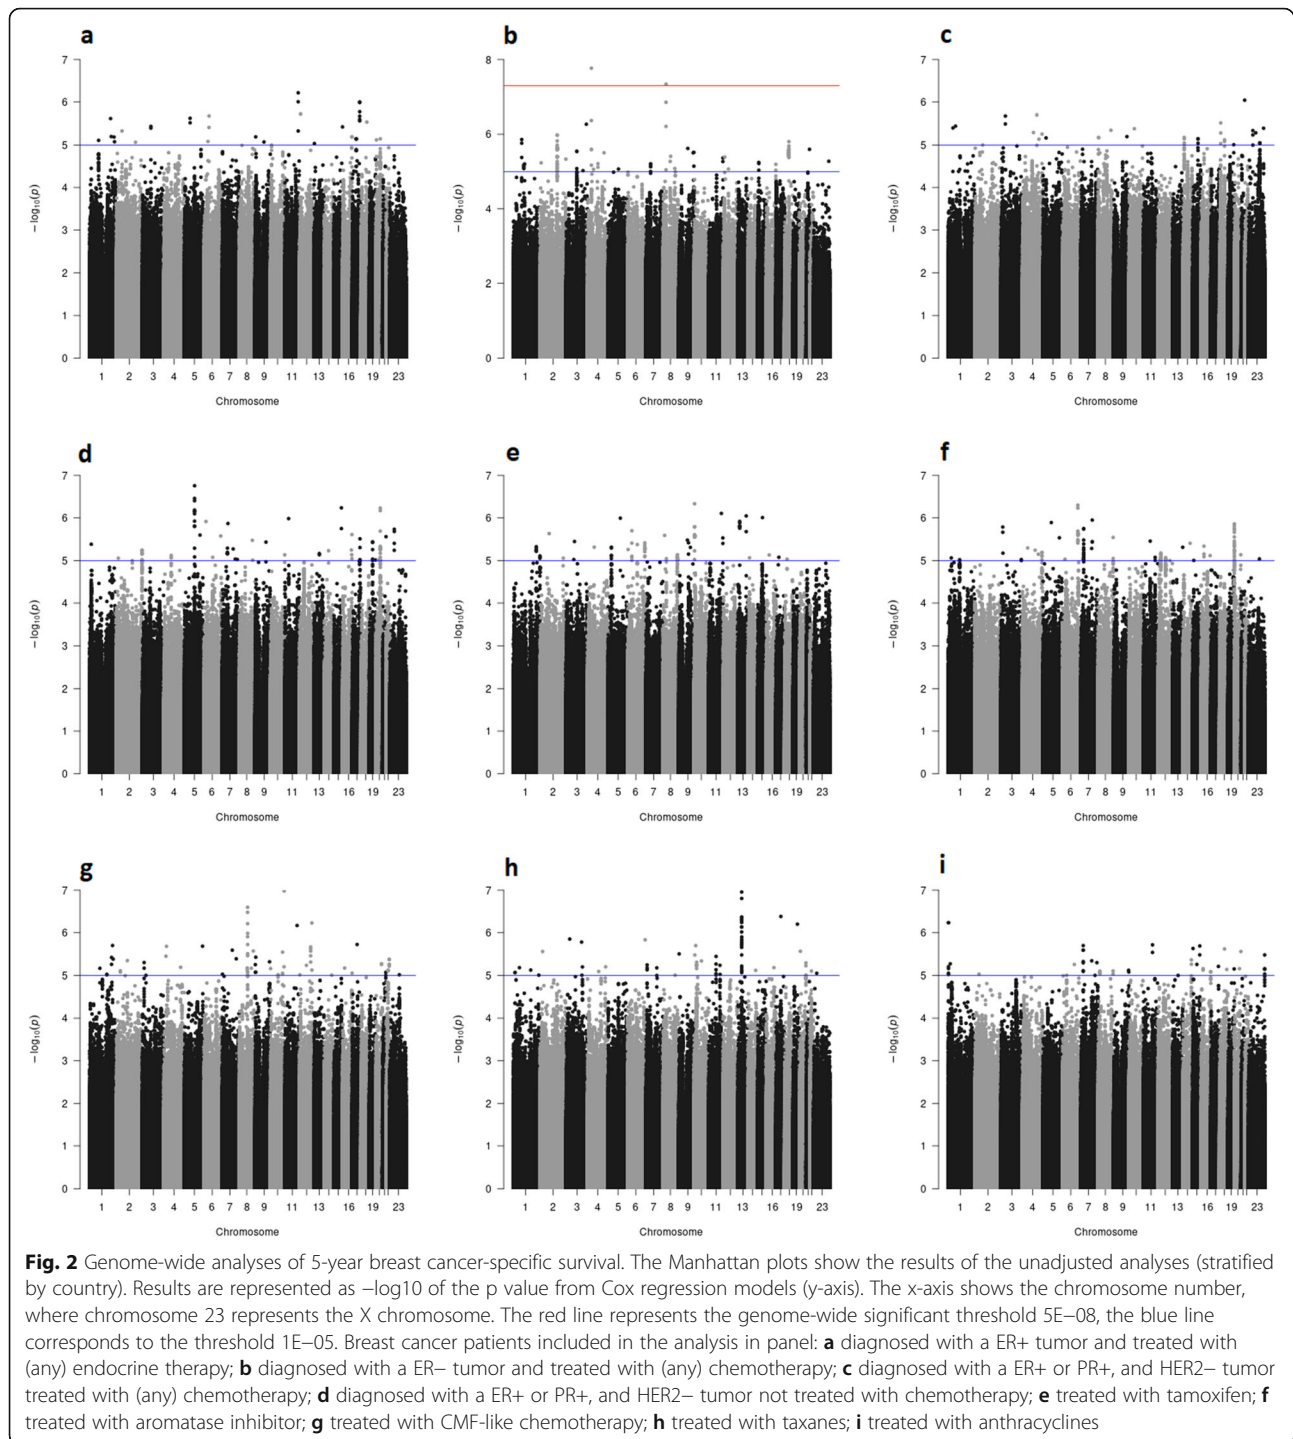 a
b
c
7
6
5
4
3
2
1
0
−log10(p)
1 2 3 4 5 6 7 8 9 11 13 16 19 23
Chromosome
8
6
4
2
0
−log10(p)
1 2 3 4 5 6 7 8 9 11 13 16 19 23
Chromosome
7
6
5
4
3
2
1
0
−log10(p)
1 2 3 4 5 6 7 8 9 11 13 16 19 23
Chromosome
d
e
f
7
6
5
4
3
2
1
0
−log10(p)
1 2 3 4 5 6 7 8 9 11 13 16 19 23
Chromosome
7
6
5
4
3
2
1
0
−log10(p)
1 2 3 4 5 6 7 8 9 11 13 16 19 23
Chromosome
7
6
5
4
3
2
1
0
−log10(p)
1 2 3 4 5 6 7 8 9 11 13 16 19 23
Chromosome
g
h
i
7
6
5
4
3
2
1
0
−log10(p)
1 2 3 4 5 6 7 8 9 11 13 16 19 23
Chromosome
7
6
5
4
3
2
1
0
−log10(p)
1 2 3 4 5 6 7 8 9 11 13 16 19 23
Chromosome
7
6
5
4
3
2
1
0
−log10(p)
1 2 3 4 5 6 7 8 9 11 13 16 19 23
Chromosome
Fig. 2 Genome-wide analyses of 5-year breast cancer-specific survival. The Manhattan plots show the results of the unadjusted analyses (stratified
by country). Results are represented as −log10 of the p value from Cox regression models (y-axis). The x-axis shows the chromosome number,
where chromosome 23 represents the X chromosome. The red line represents the genome-wide significant threshold 5E−08, the blue line
corresponds to the threshold 1E−05. Breast cancer patients included in the analysis in panel: a diagnosed with a ER+ tumor and treated with
(any) endocrine therapy; b diagnosed with a ER− tumor and treated with (any) chemotherapy; c diagnosed with a ER+ or PR+, and HER2− tumor
treated with (any) chemotherapy; d diagnosed with a ER+ or PR+, and HER2− tumor not treated with chemotherapy; e treated with tamoxifen; f
treated with aromatase inhibitor; g treated with CMF-like chemotherapy; h treated with taxanes; i treated with anthracyclines